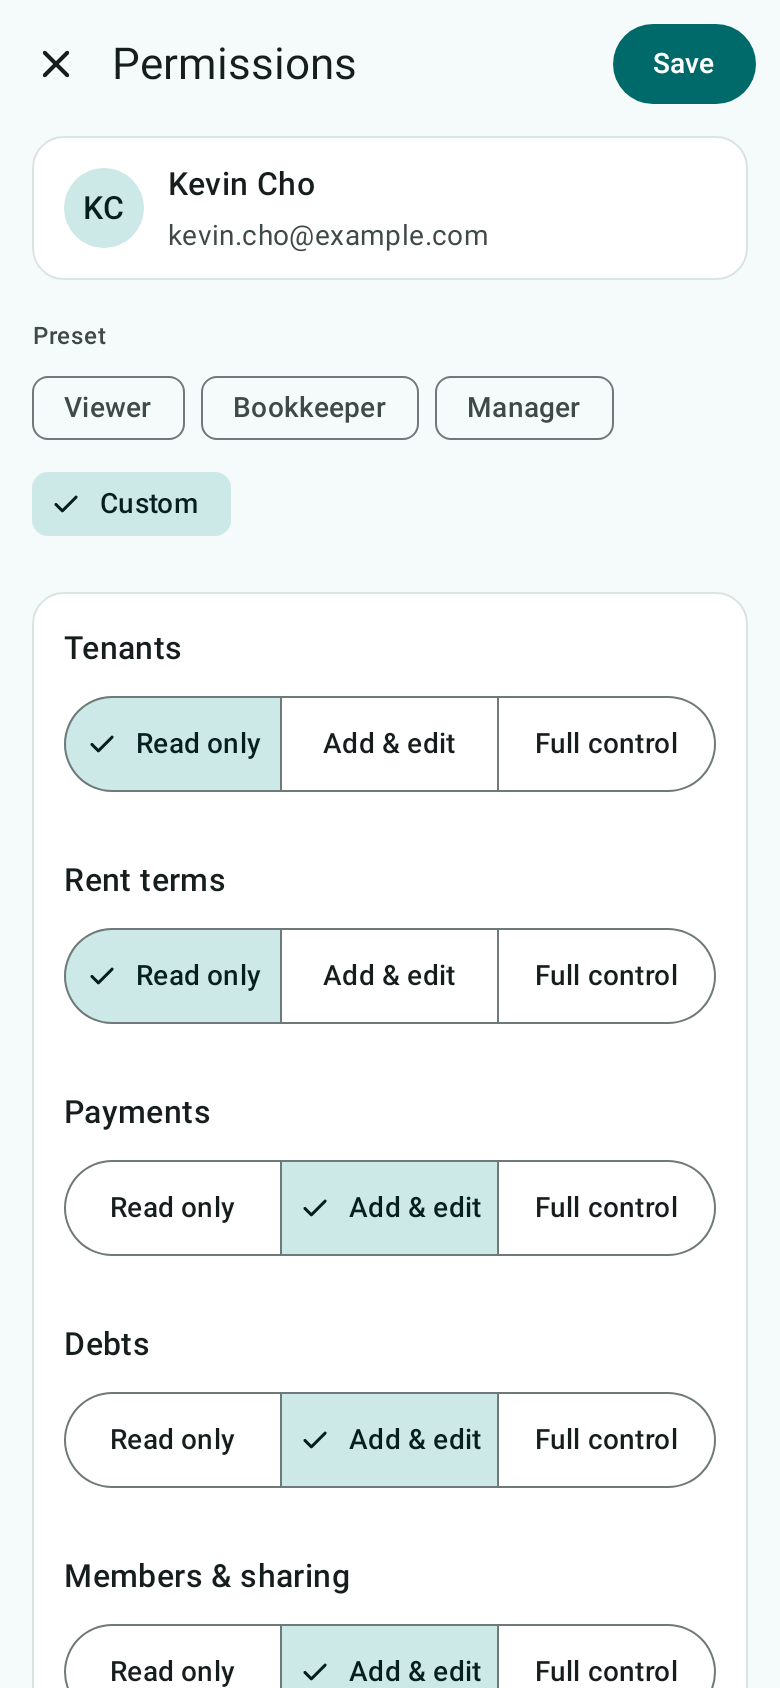 Permissions
Save
KC
Kevin Cho
kevin.cho@example.com
Preset
Viewer
Bookkeeper
Manager
Custom
Tenants
Read only
Add & edit
Full control
Rent terms
Read only
Add & edit
Full control
Payments
Read only
Add & edit
Full control
Debts
Read only
Add & edit
Full control
Members & sharing
Read only
Add & edit
Full control